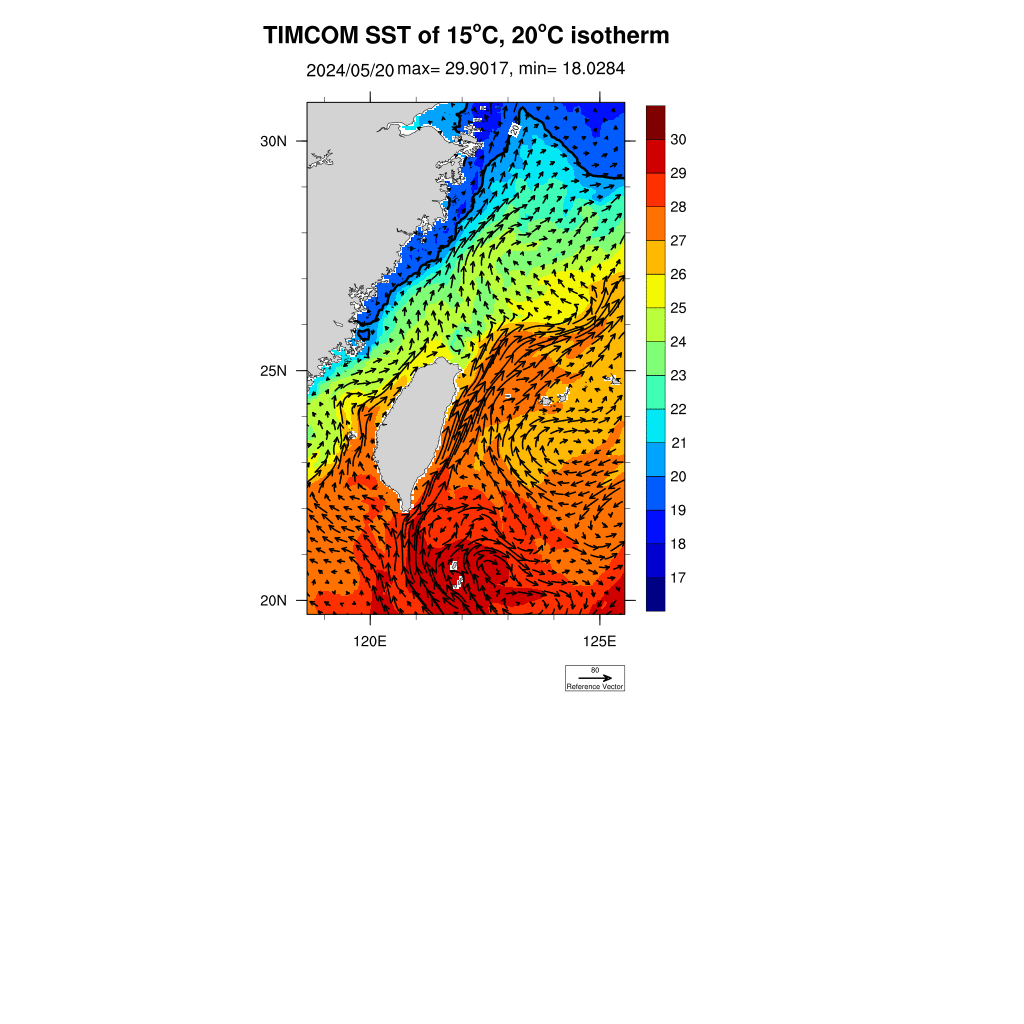 TIMCOM SST of 15°C, 20°C isotherm
2024/05/20 max= 29.9017, min= 18.0284
20
30N
25N
20N
120E
125E
30
29
28
27
26
25
24
23
22
21
20
19
18
17
80
Reference Vector